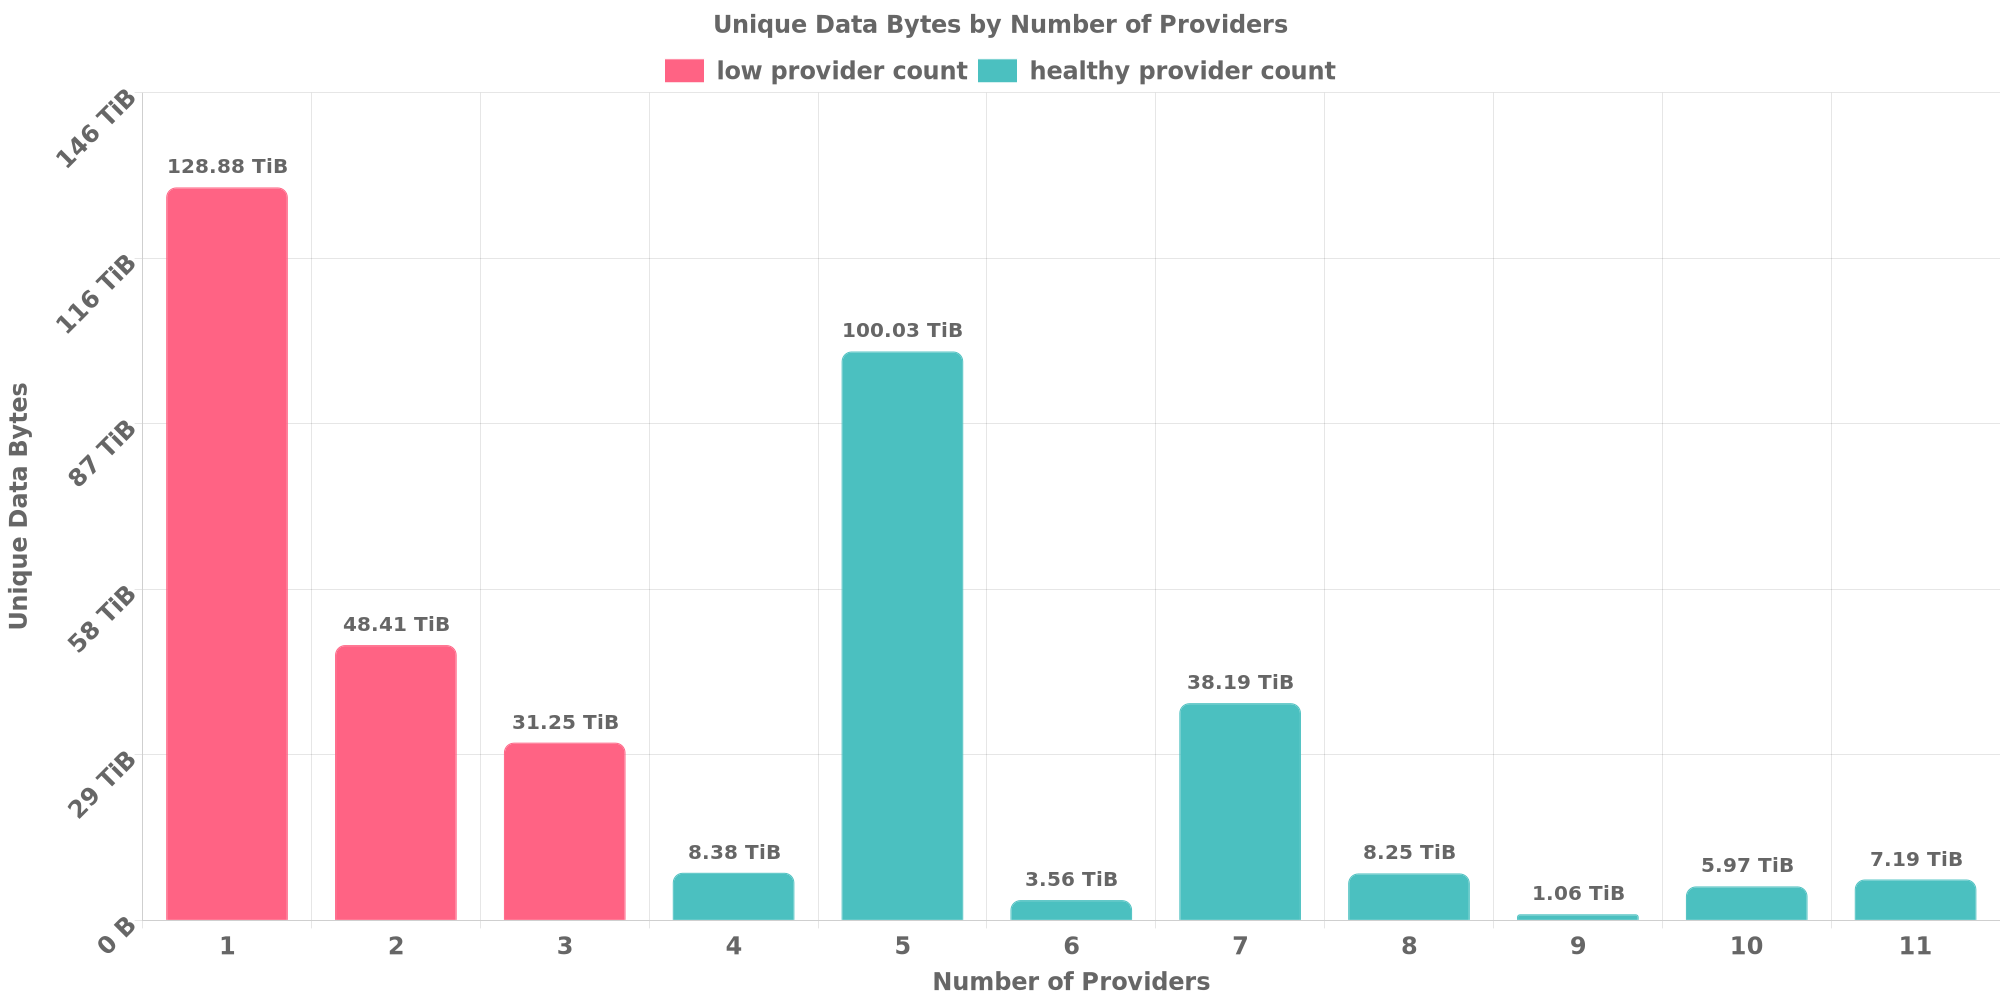 Unique Data Bytes by Number of Providers
low provider count healthy provider count
146 TiB
116 TiB
87 TiB
58 TiB
29 TiB
0 B
Unique Data Bytes
128.88 TiB
48.41 TiB
31.25 TiB
8.38 TiB
100.03 TiB
3.56 TiB
38.19 TiB
8.25 TiB
1.06 TiB
5.97 TiB
7.19 TiB
1 2 3 4 5 6 7 8 9 10 11
Number of Providers